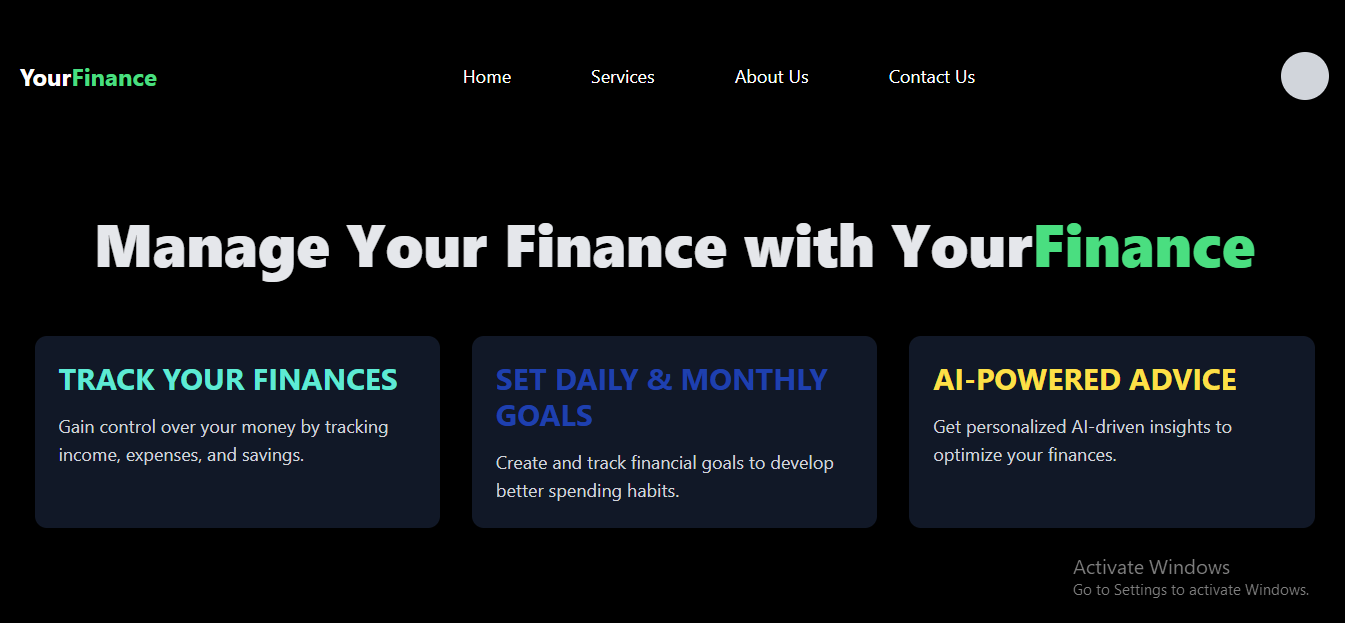 YourFinance
Home
Services
About Us
Contact Us
Manage Your Finance with YourFinance
TRACK YOUR FINANCES
Gain control over your money by tracking
income, expenses, and savings.
SET DAILY & MONTHLY
GOALS
Create and track financial goals to develop
better spending habits.
AI-POWERED ADVICE
Get personalized AI-driven insights to
optimize your finances.
Activate Windows
Go to Settings to activate Windows.